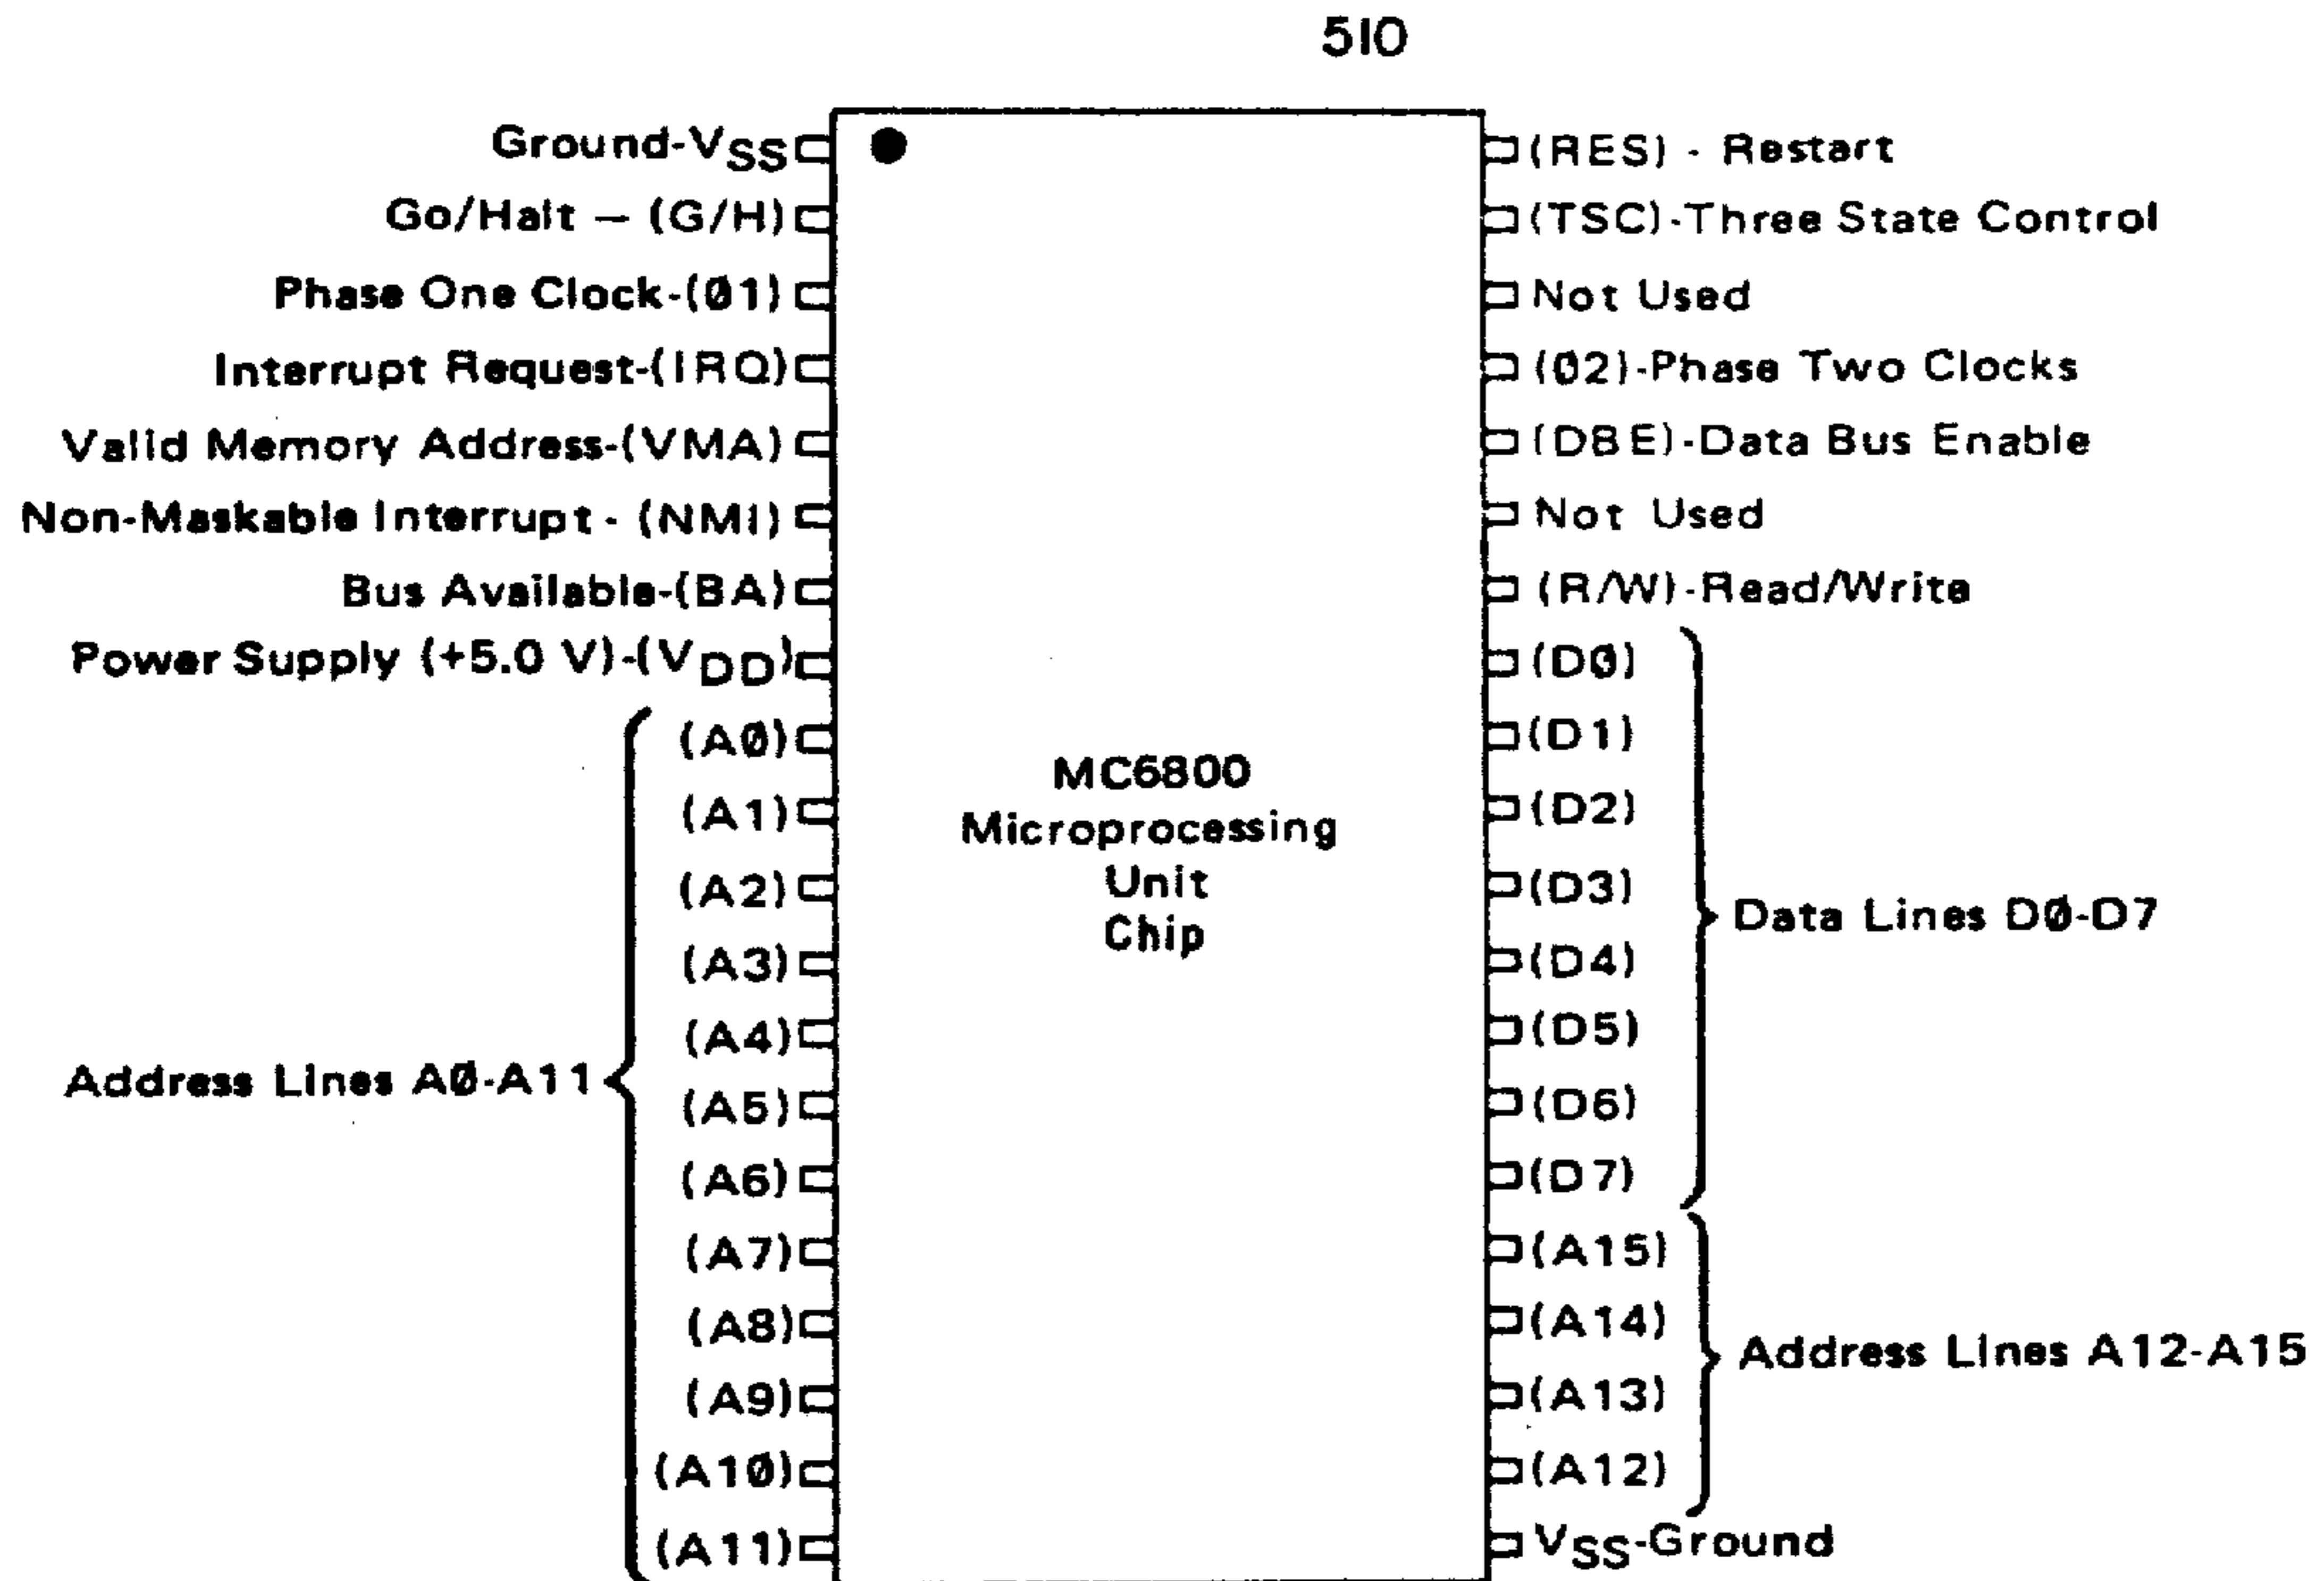 510
Ground-VSS
Go/Halt — (G/H)
Phase One Clock-(Ø1)
Interrupt Request-(IRQ)
Valid Memory Address-(VMA)
Non-Maskable Interrupt - (NMI)
Bus Available-(BA)
Power Supply (+5.0 V)-(VDD)
(AØ)
(A1)
(A2)
(A3)
(A4)
(A5)
(A6)
(A7)
(A8)
(A9)
(A1Ø)
(A11)
Address Lines AØ-A11
MC6800
Microprocessing
Unit
Chip
(RES) - Restart
(TSC)-Three State Control
Not Used
(Ø2)-Phase Two Clocks
(DBE)-Data Bus Enable
Not Used
(R/W)-Read/Write
(DØ)
(D1)
(D2)
(D3)
(D4)
(D5)
(D6)
(D7)
Data Lines DØ-D7
(A15)
(A14)
(A13)
(A12)
Address Lines A12-A15
VSS-Ground